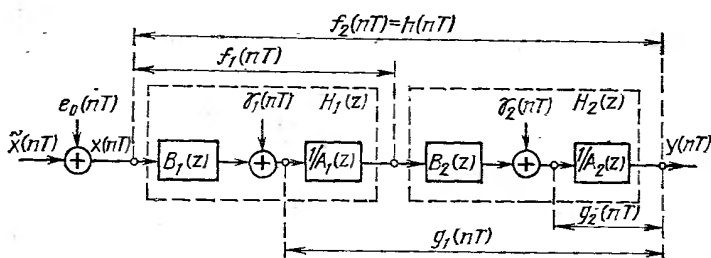 f₂(nT)=h(nT)
f₁(nT)
e₀(nT) γ₁(nT) H₁(z) γ₂(nT) H₂(z)
x̃(nT) x(nT) B₁(z) 1/A₁(z) B₂(z) 1/A₂(z) y(nT)
g₂(nT)
g₁(nT)